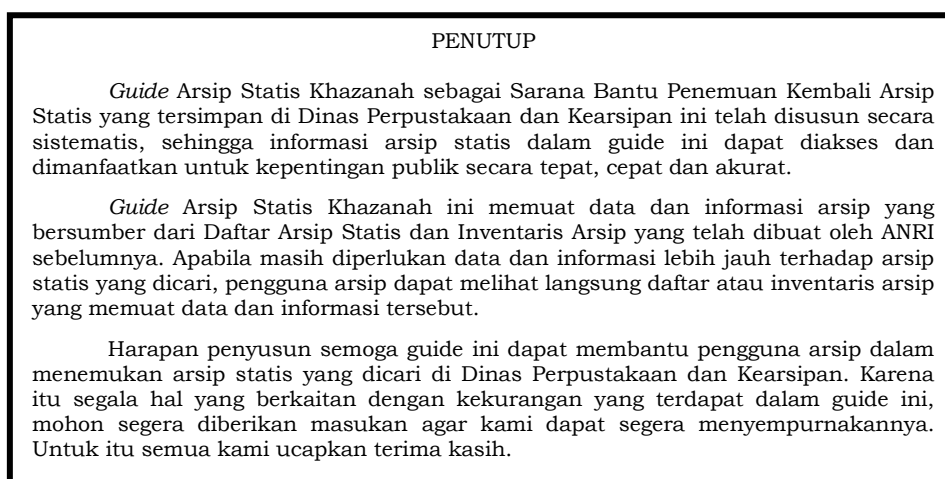 PENUTUP
Guide Arsip Statis Khazanah sebagai Sarana Bantu Penemuan Kembali Arsip
Statis yang tersimpan di Dinas Perpustakaan dan Kearsipan ini telah disusun secara
sistematis, sehingga informasi arsip statis dalam guide ini dapat diakses dan
dimanfaatkan untuk kepentingan publik secara tepat, cepat dan akurat.
Guide Arsip Statis Khazanah ini memuat data dan informasi arsip yang
bersumber dari Daftar Arsip Statis dan Inventaris Arsip yang telah dibuat oleh ANRI
sebelumnya. Apabila masih diperlukan data dan informasi lebih jauh terhadap arsip
statis yang dicari, pengguna arsip dapat melihat langsung daftar atau inventaris arsip
yang memuat data dan informasi tersebut.
Harapan penyusun semoga guide ini dapat membantu pengguna arsip dalam
menemukan arsip statis yang dicari di Dinas Perpustakaan dan Kearsipan. Karena
itu segala hal yang berkaitan dengan kekurangan yang terdapat dalam guide ini,
mohon segera diberikan masukan agar kami dapat segera menyempurnakannya.
Untuk itu semua kami ucapkan terima kasih.